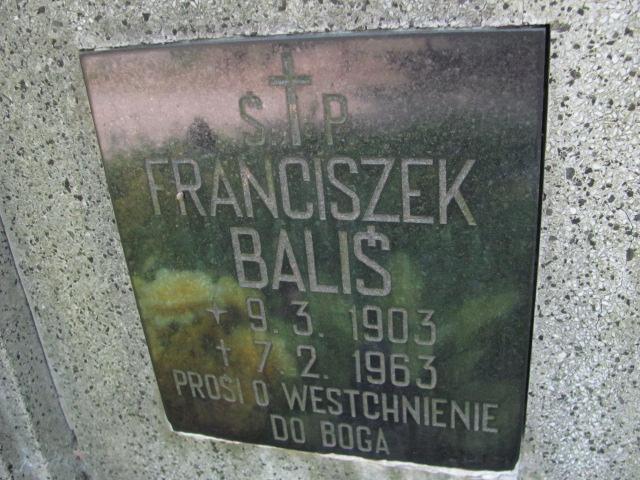 Ś. P.
FRANCISZEK
BALIŚ
* 9. 3. 1903
† 7. 2. 1963
PROSI O WESTCHNIENIE
DO BOGA